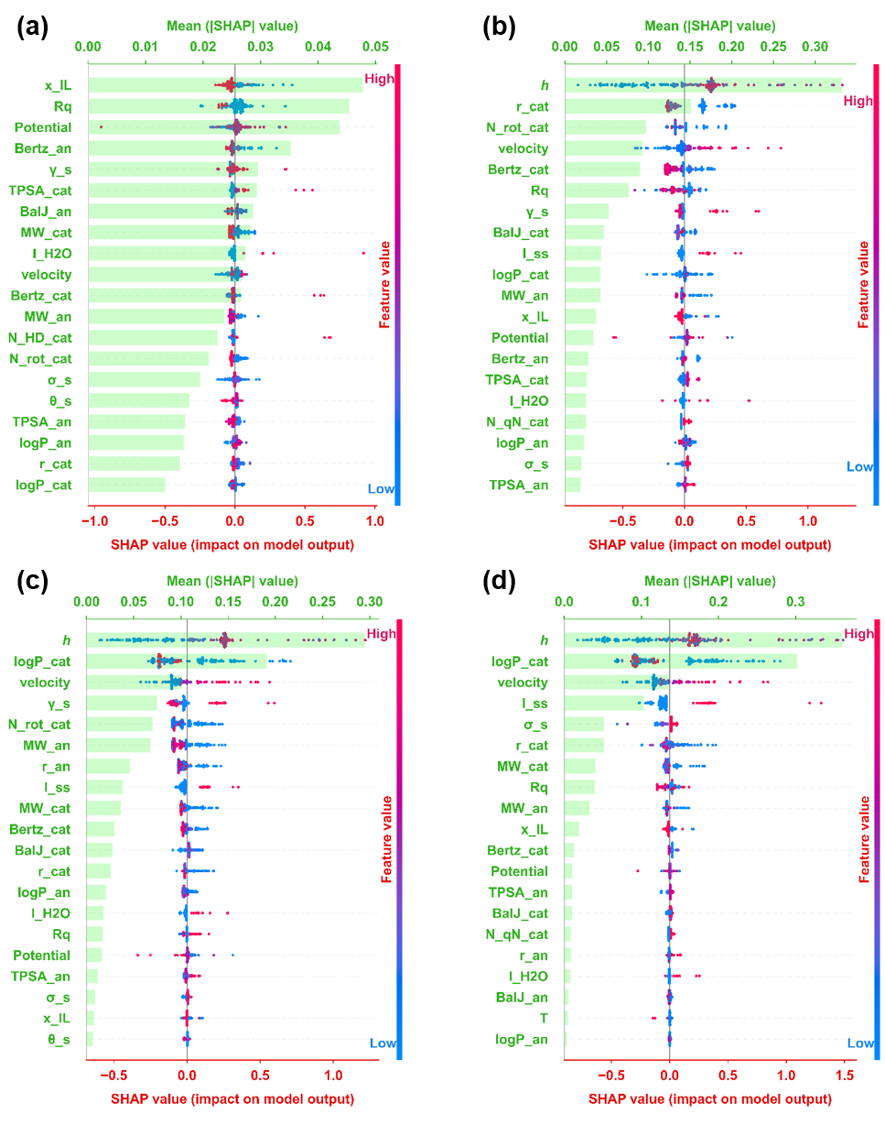 (a)
Mean (|SHAP| value)
0.00 0.01 0.02 0.03 0.04 0.05
x_IL
Rq
Potential
Bertz_an
γ_s
TPSA_cat
BalJ_an
MW_cat
I_H2O
velocity
Bertz_cat
MW_an
N_HD_cat
N_rot_cat
σ_s
θ_s
TPSA_an
logP_an
r_cat
logP_cat
High
Feature value
Low
−1.0 −0.5 0.0 0.5 1.0
SHAP value (impact on model output)
(b)
Mean (|SHAP| value)
0.00 0.05 0.10 0.15 0.20 0.25 0.30
h
r_cat
N_rot_cat
velocity
Bertz_cat
Rq
γ_s
BalJ_cat
I_ss
logP_cat
MW_an
x_IL
Potential
Bertz_an
TPSA_cat
I_H2O
N_qN_cat
logP_an
σ_s
TPSA_an
High
Feature value
Low
−0.5 0.0 0.5 1.0
SHAP value (impact on model output)
(c)
Mean (|SHAP| value)
0.00 0.05 0.10 0.15 0.20 0.25 0.30
h
logP_cat
velocity
γ_s
N_rot_cat
MW_an
r_an
I_ss
MW_cat
Bertz_cat
BalJ_cat
r_cat
logP_an
I_H2O
Rq
Potential
TPSA_an
σ_s
x_IL
θ_s
High
Feature value
Low
−0.5 0.0 0.5 1.0
SHAP value (impact on model output)
(d)
Mean (|SHAP| value)
0.0 0.1 0.2 0.3
h
logP_cat
velocity
I_ss
σ_s
r_cat
MW_cat
Rq
MW_an
x_IL
Bertz_cat
Potential
TPSA_an
BalJ_cat
N_qN_cat
r_an
I_H2O
BalJ_an
T
logP_an
High
Feature value
Low
−0.5 0.0 0.5 1.0 1.5
SHAP value (impact on model output)